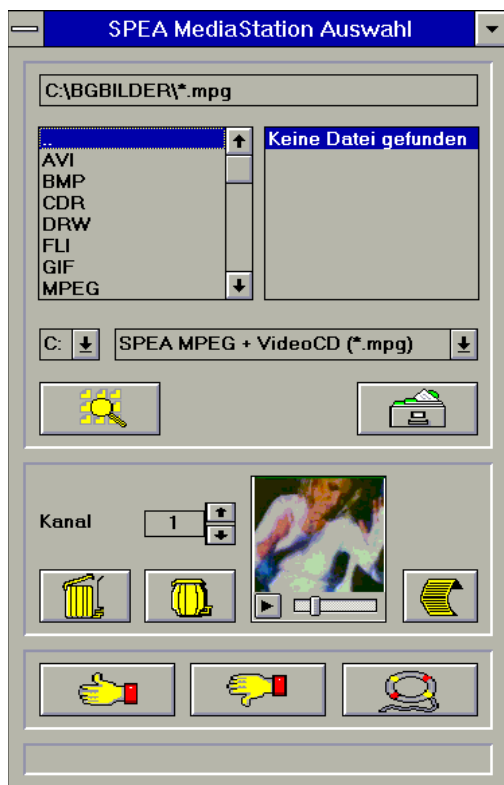 SPEA MediaStation Auswahl
C:\BGBILDER\*.mpg
..
AVI
BMP
CDR
DRW
FLI
GIF
MPEG
Keine Datei gefunden
C:
SPEA MPEG + VideoCD (*.mpg)
Kanal
1